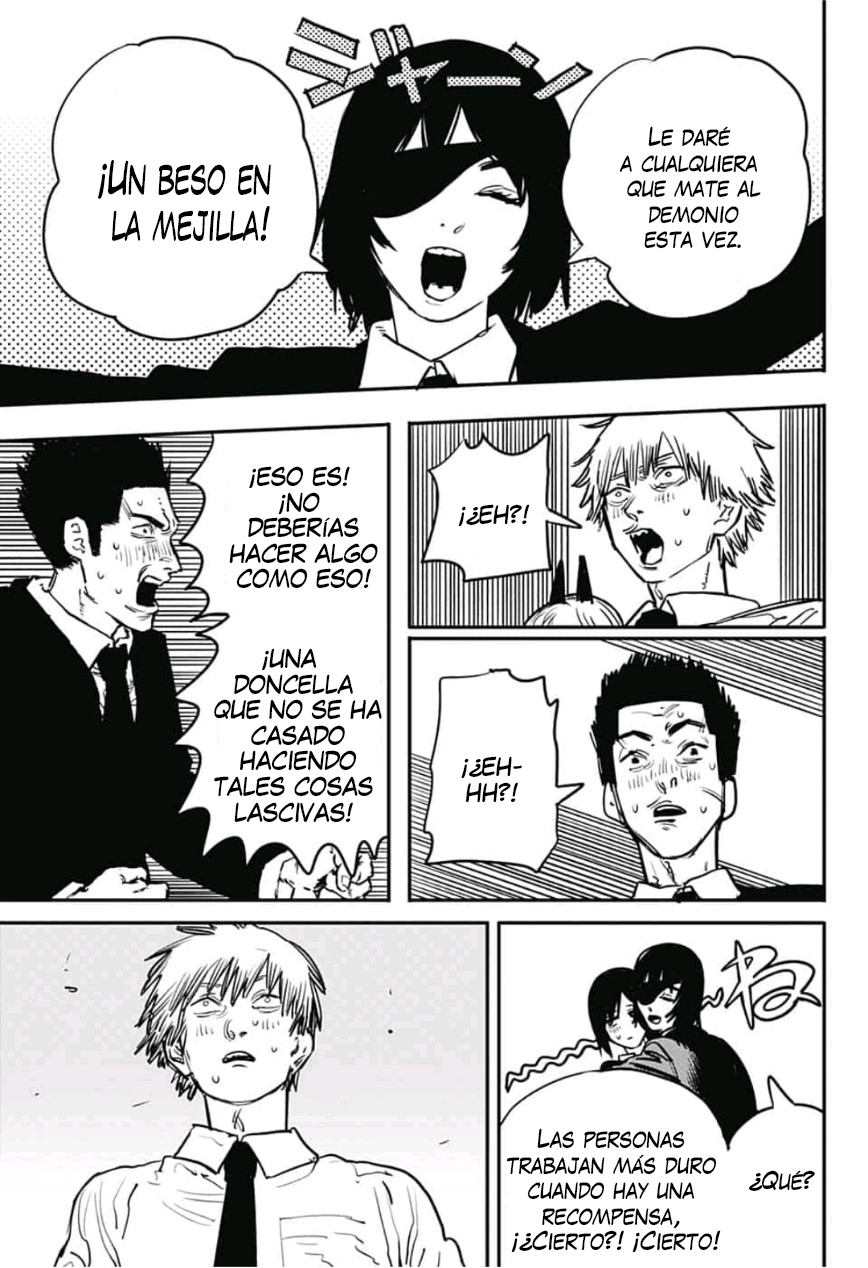 LE DARÉ
A CUALQUIERA
QUE MATE AL
DEMONIO
ESTA VEZ.
¡UN BESO EN
LA MEJILLA!
¡¿EH?!
¡¿EH-
HH?!
¡ESO ES!
¡NO
DEBERÍAS
HACER ALGO
COMO ESO!
¡UNA
DONCELLA
QUE NO SE HA
CASADO
HACIENDO
TALES COSAS
LASCIVAS!
ね
¿QUÉ?
LAS PERSONAS
TRABAJAN MÁS DURO
CUANDO HAY UNA
RECOMPENSA,
¡¿CIERTO?! ¡CIERTO!